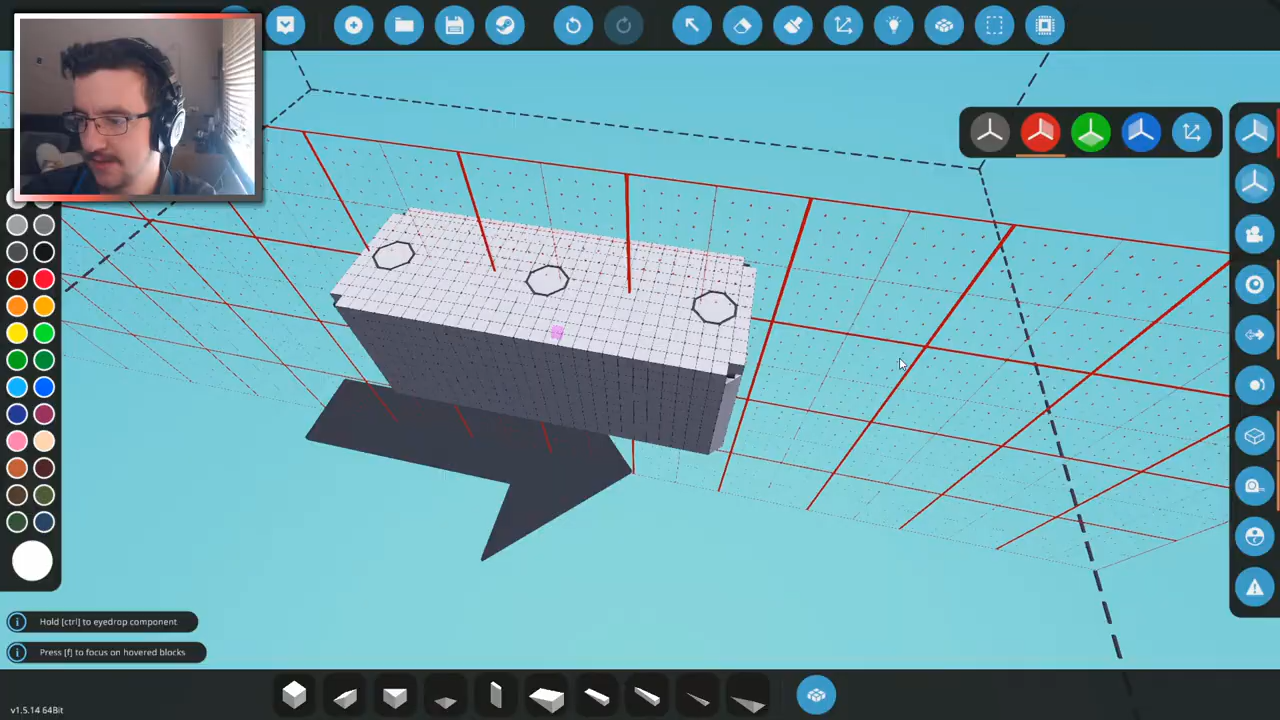 Hold [ctrl] to eyedrop component
Press [f] to focus on hovered blocks
v1.5.14 64Bit